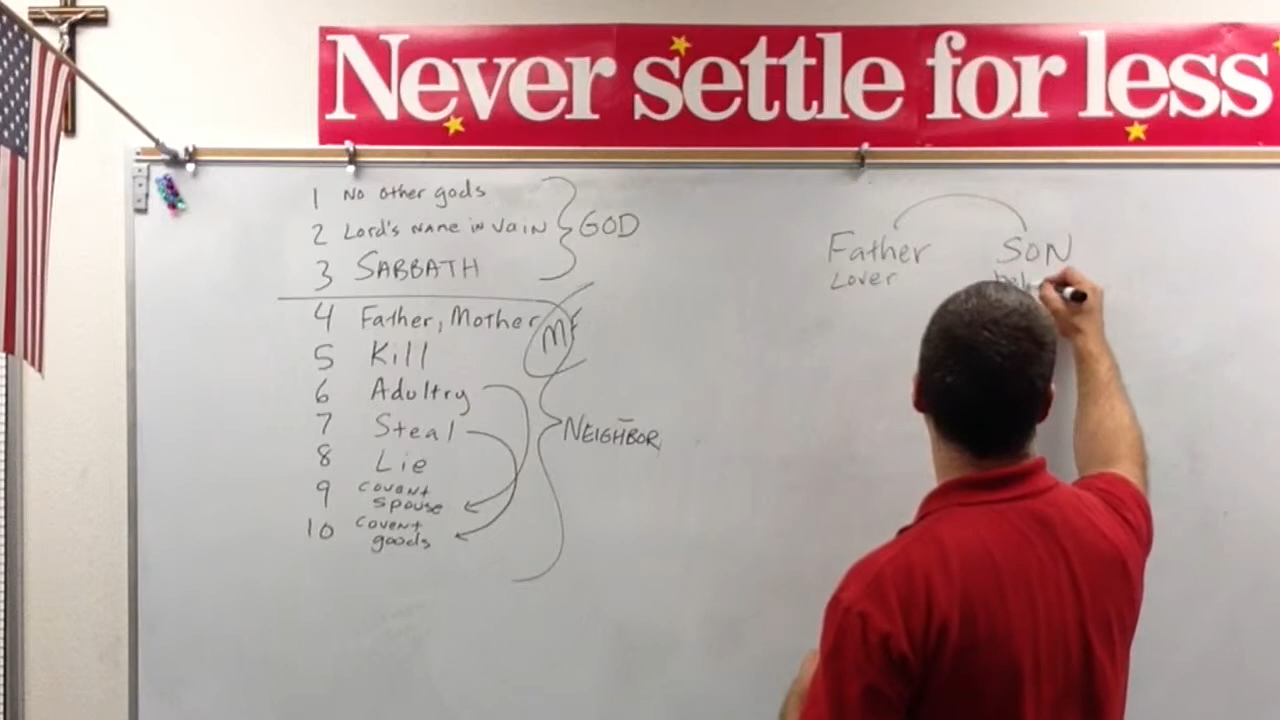 Never settle for less
1 No other gods
2 Lord's name in vain
GOD
3 SABBATH
4 Father, Mother
ME
5 Kill
6 Adultry
7 Steal
NEIGHBOR
8 Lie
9 covent
spouse
10 covent
goods
Father SON
Lover